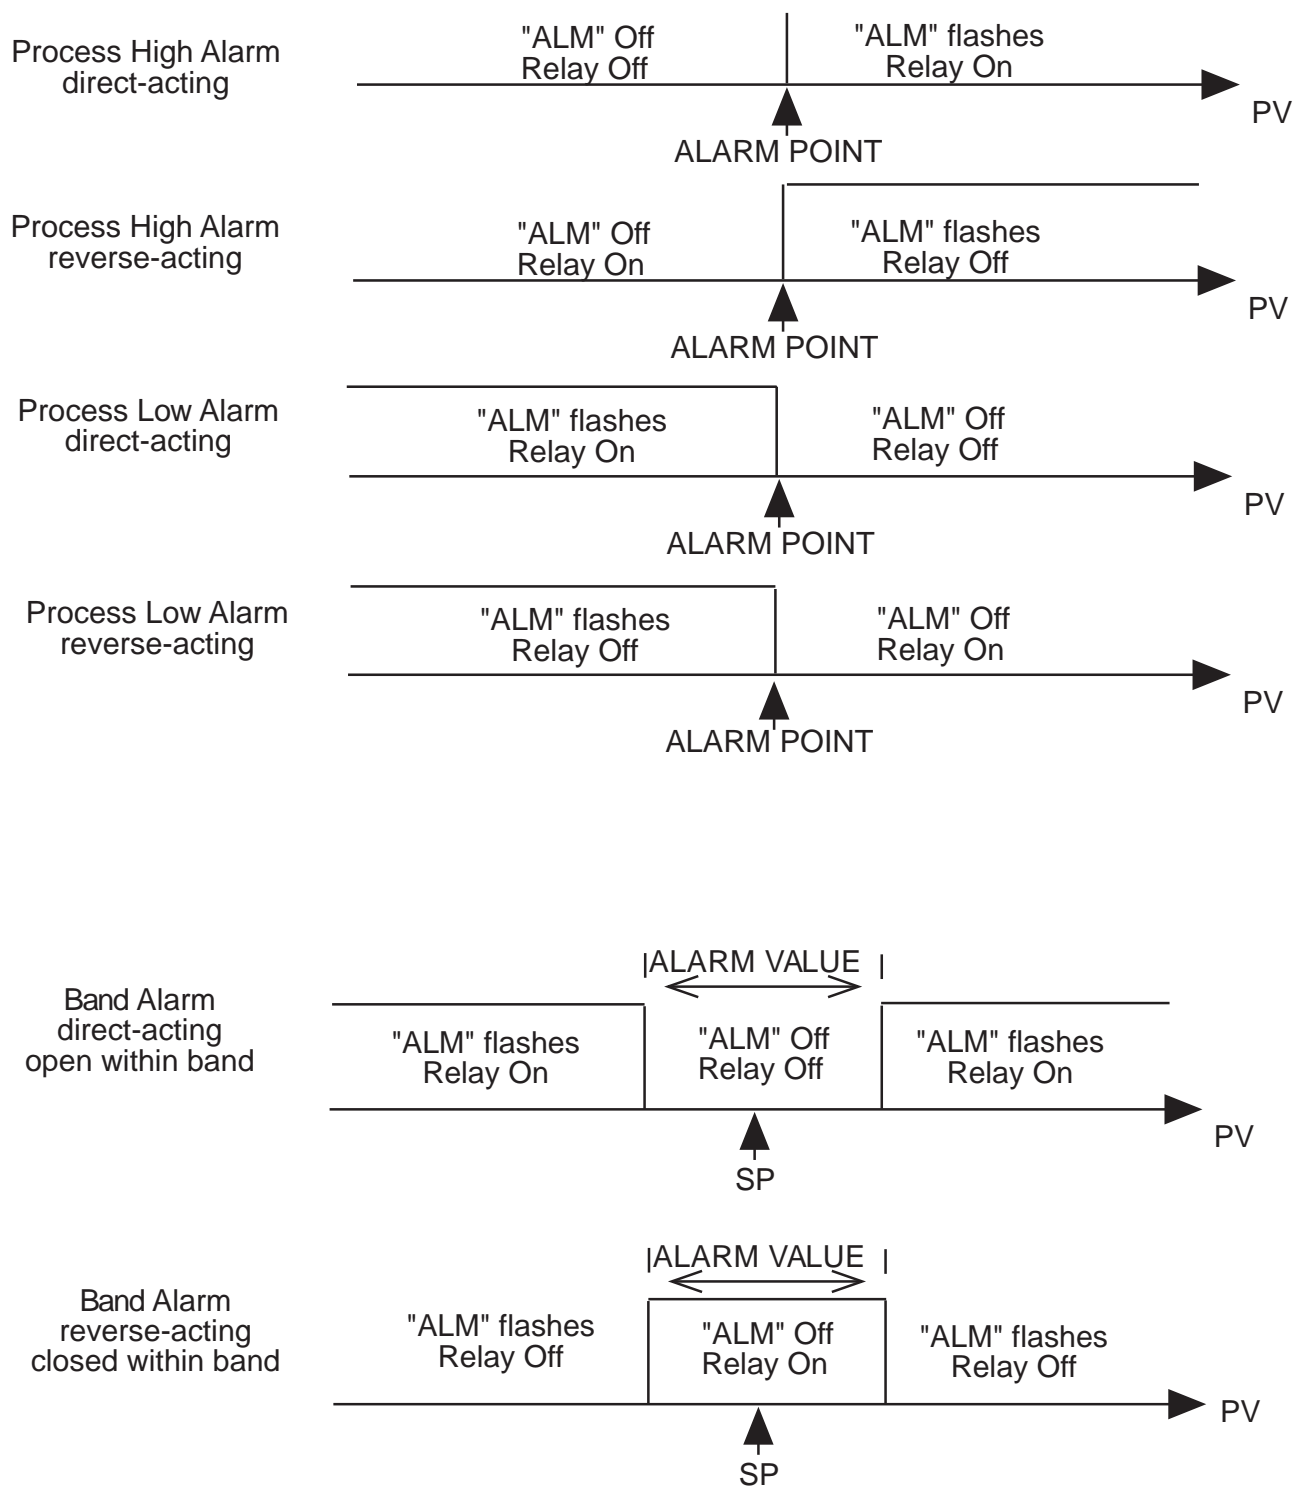 Process High Alarm
direct-acting
"ALM" Off
Relay Off
"ALM" flashes
Relay On
PV
ALARM POINT
Process High Alarm
reverse-acting
"ALM" Off
Relay On
"ALM" flashes
Relay Off
PV
ALARM POINT
Process Low Alarm
direct-acting
"ALM" flashes
Relay On
"ALM" Off
Relay Off
PV
ALARM POINT
Process Low Alarm
reverse-acting
"ALM" flashes
Relay Off
"ALM" Off
Relay On
PV
ALARM POINT
Band Alarm
direct-acting
open within band
ALARM VALUE
"ALM" flashes
Relay On
"ALM" Off
Relay Off
"ALM" flashes
Relay On
PV
SP
Band Alarm
reverse-acting
closed within band
ALARM VALUE
"ALM" flashes
Relay Off
"ALM" Off
Relay On
"ALM" flashes
Relay Off
PV
SP